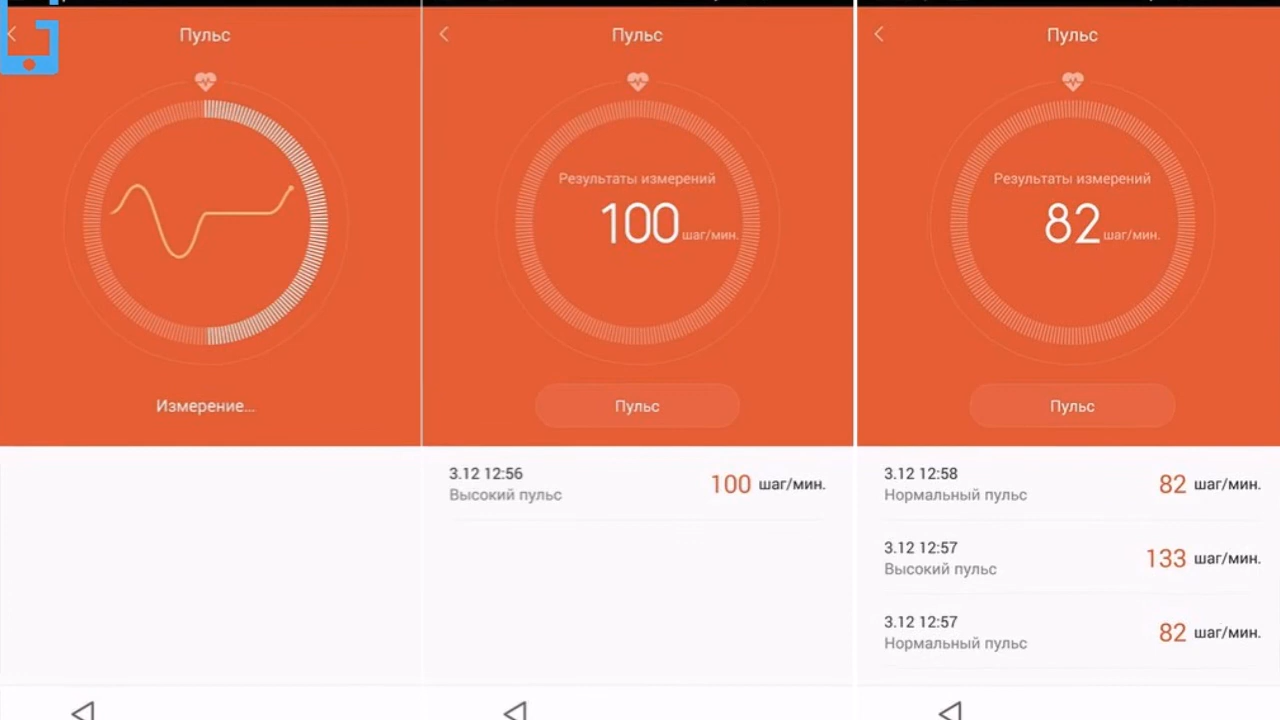 Пульс
Измерение...
Пульс
Результаты измерений
100 шаг/мин.
Пульс
3.12 12:56
Высокий пульс
100 шаг/мин.
Пульс
Результаты измерений
82 шаг/мин.
Пульс
3.12 12:58
Нормальный пульс
82 шаг/мин.
3.12 12:57
Высокий пульс
133 шаг/мин.
3.12 12:57
Нормальный пульс
82 шаг/мин.